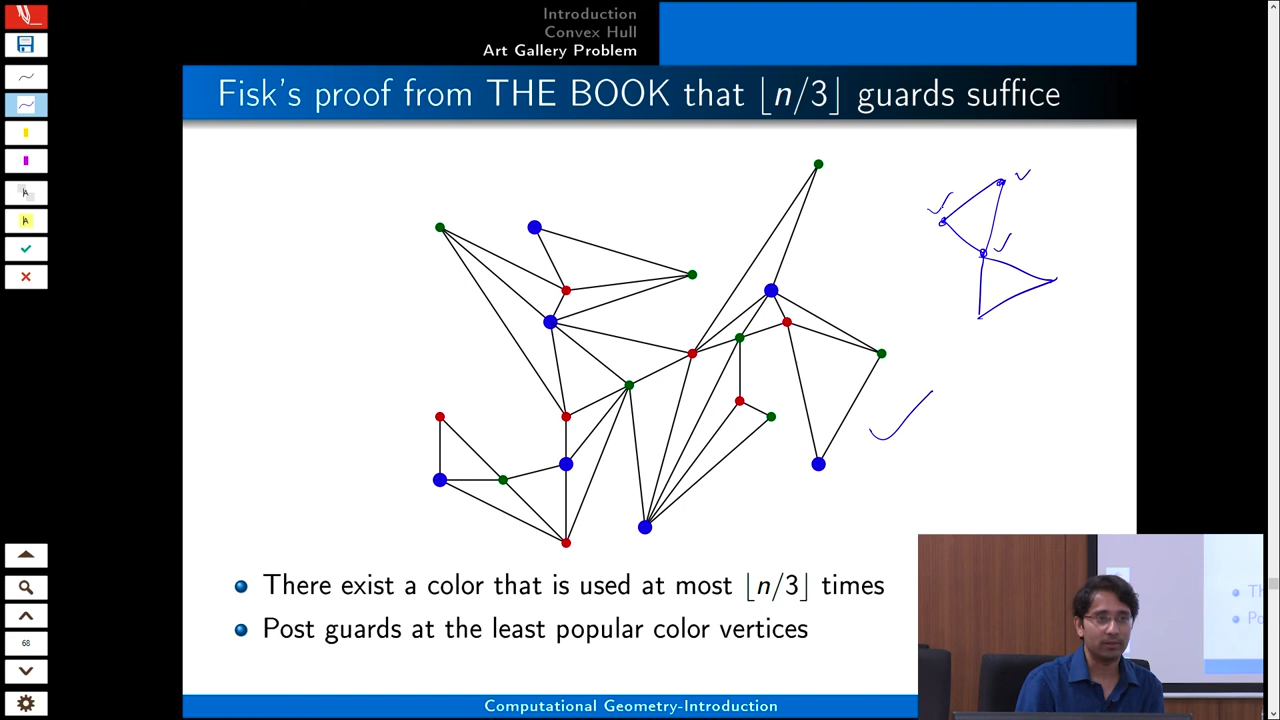 Introduction
Convex Hull
Art Gallery Problem
Fisk's proof from THE BOOK that ⌊n/3⌋ guards suffice
There exist a color that is used at most ⌊n/3⌋ times
Post guards at the least popular color vertices
68
Computational Geometry-Introduction